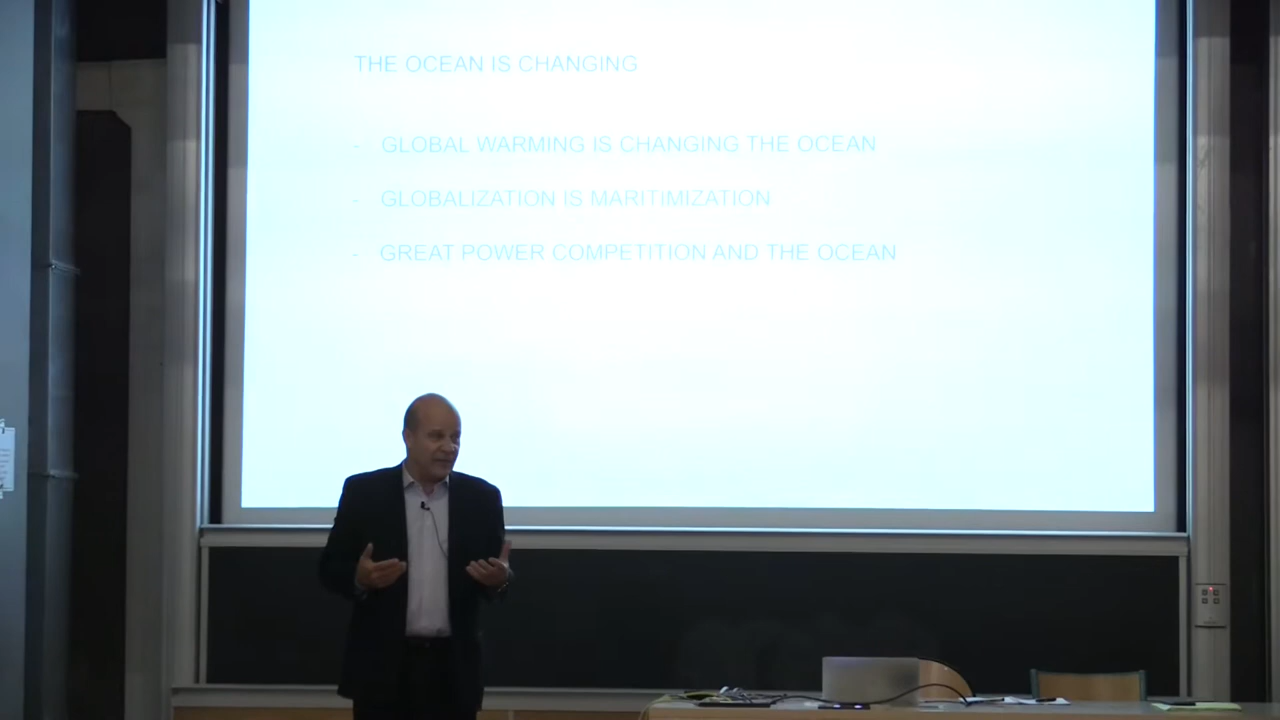 THE OCEAN IS CHANGING
- GLOBAL WARMING IS CHANGING THE OCEAN
- GLOBALIZATION IS MARITIMIZATION
- GREAT POWER COMPETITION AND THE OCEAN